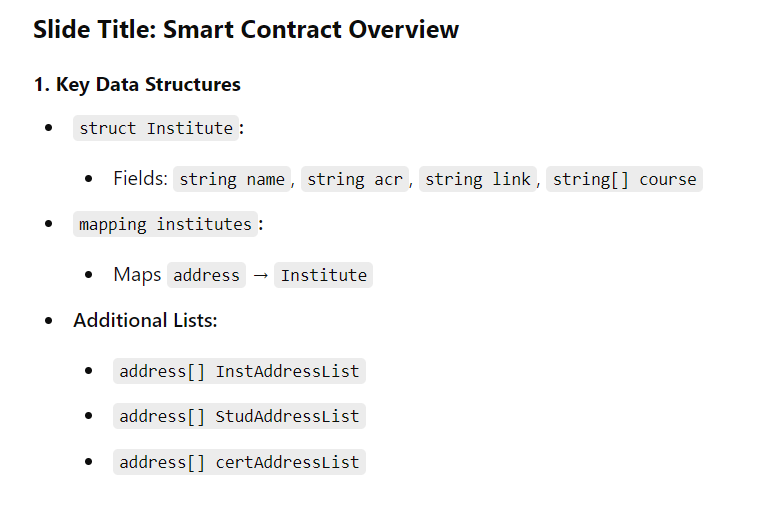 Slide Title: Smart Contract Overview
1. Key Data Structures
• struct Institute:
• Fields: string name, string acr, string link, string[] course
• mapping institutes:
• Maps address → Institute
• Additional Lists:
• address[] InstAddressList
• address[] StudAddressList
• address[] certAddressList